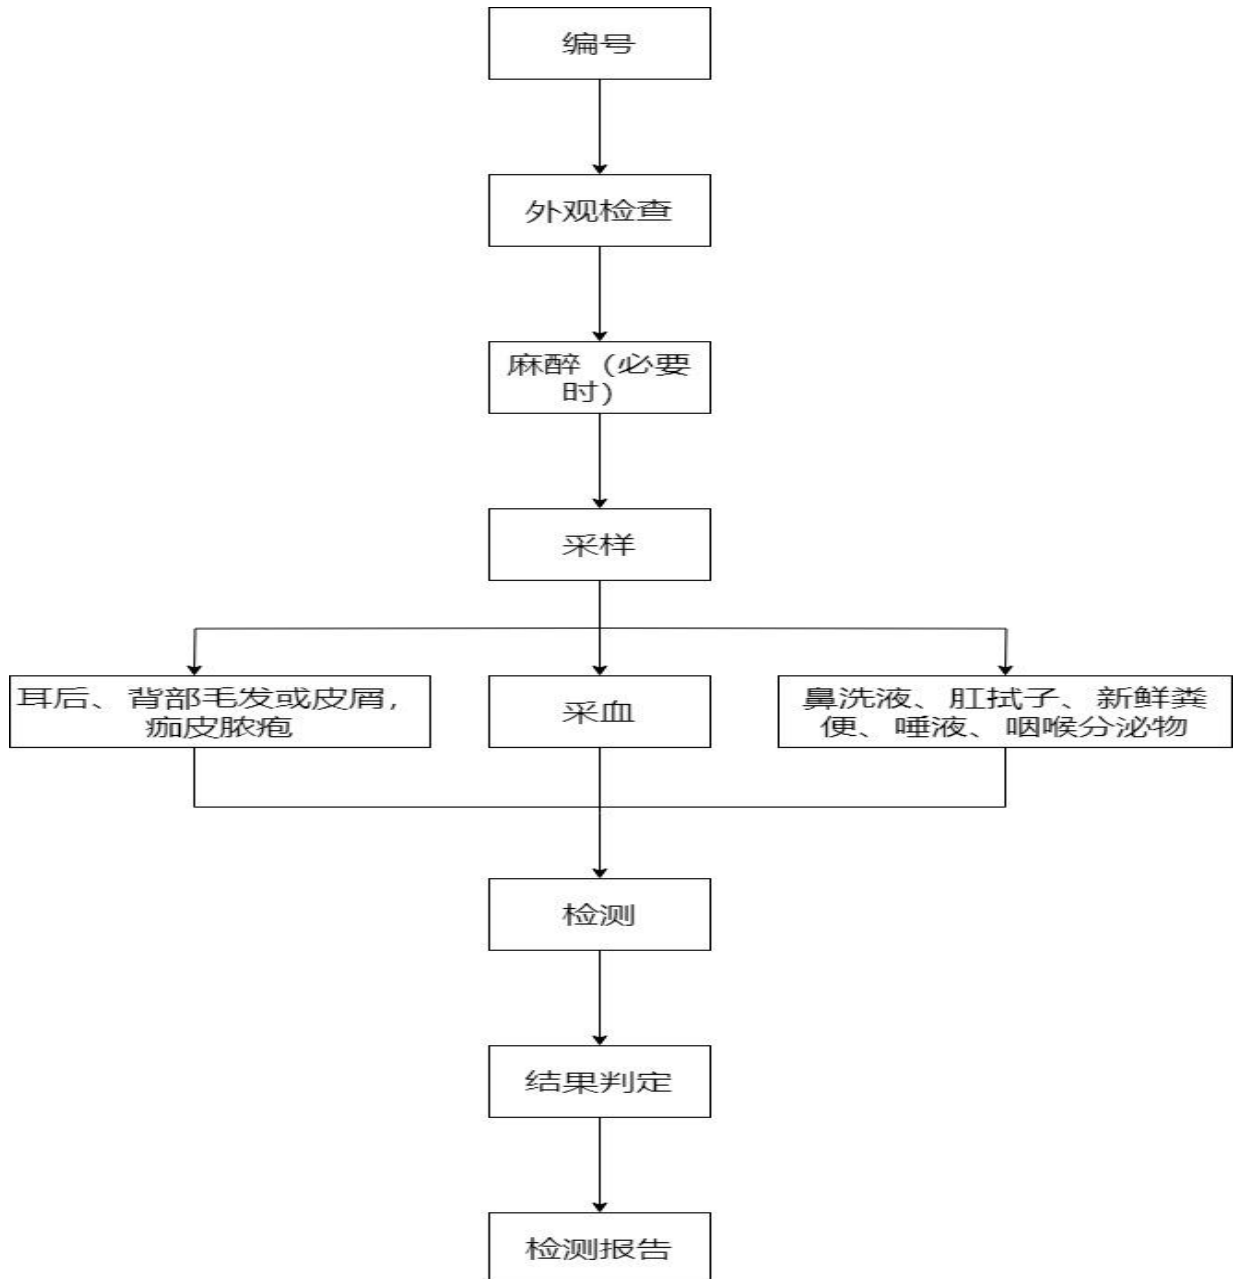 编号
外观检查
麻醉（必要
时）
采样
耳后、背部毛发或皮屑，
痂皮脓疱
采血
鼻洗液、肛拭子、新鲜粪
便、唾液、咽喉分泌物
检测
结果判定
检测报告